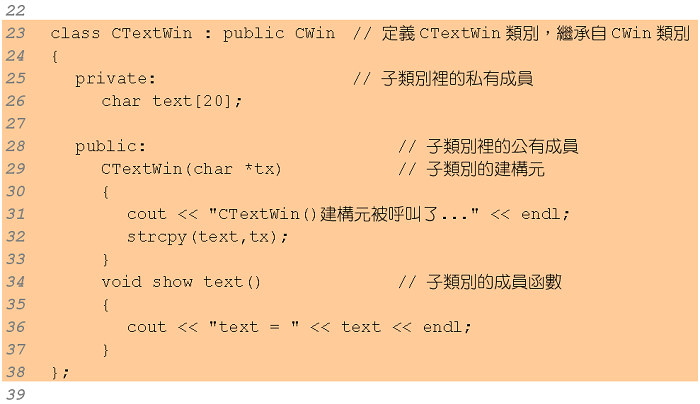 22
23 class CTextWin : public CWin // 定義 CTextWin 類別，繼承自 CWin 類別
24 {
25 private: // 子類別裡的私有成員
26 char text[20];
27
28 public: // 子類別裡的公有成員
29 CTextWin(char *tx) // 子類別的建構元
30 {
31 cout << "CTextWin()建構元被呼叫了..." << endl;
32 strcpy(text,tx);
33 }
34 void show text() // 子類別的成員函數
35 {
36 cout << "text = " << text << endl;
37 }
38 };
39